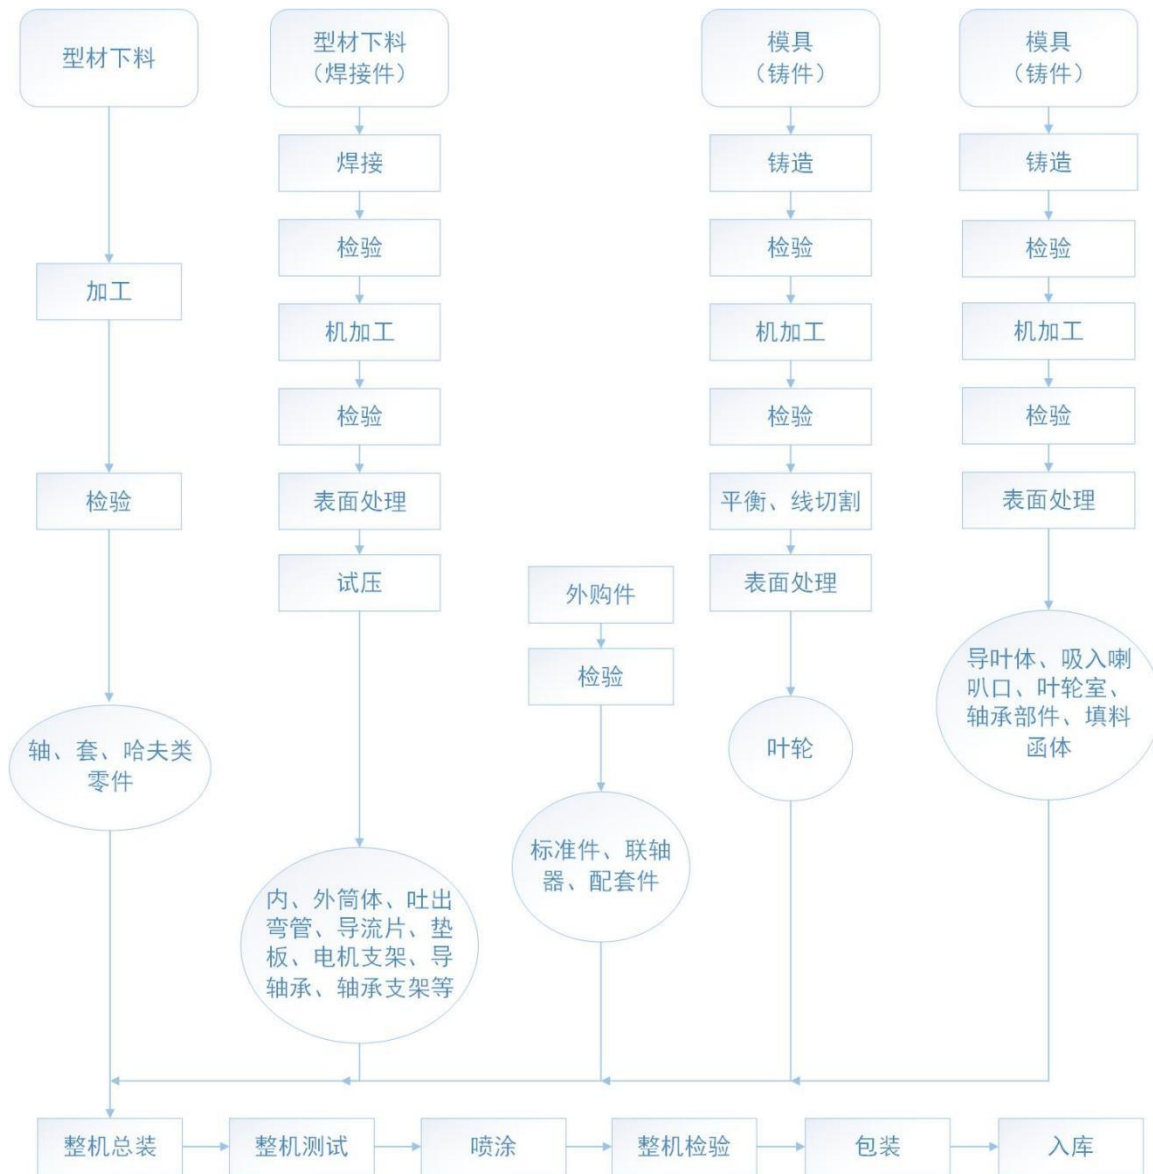 型材下料
加工
检验
轴、套、哈夫类
零件
型材下料
（焊接件）
焊接
检验
机加工
检验
表面处理
试压
内、外筒体、吐出
弯管、导流片、垫
板、电机支架、导
轴承、轴承支架等
外购件
检验
标准件、联轴
器、配套件
模具
（铸件）
铸造
检验
机加工
检验
平衡、线切割
表面处理
叶轮
模具
（铸件）
铸造
检验
机加工
检验
表面处理
导叶体、吸入喇
叭口、叶轮室、
轴承部件、填料
函体
整机总装
整机测试
喷涂
整机检验
包装
入库